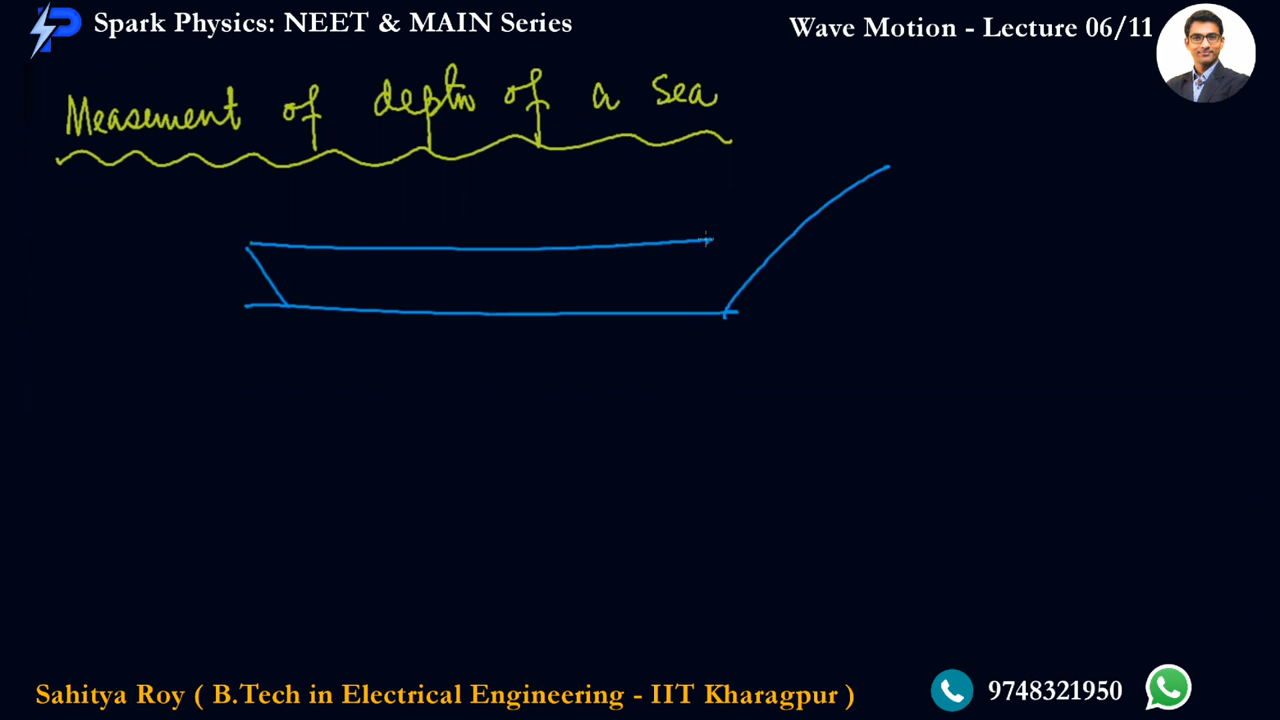 Spark Physics: NEET & MAIN Series
Wave Motion - Lecture 06/11
Measement of depth of a sea
Sahitya Roy ( B.Tech in Electrical Engineering - IIT Kharagpur )
9748321950